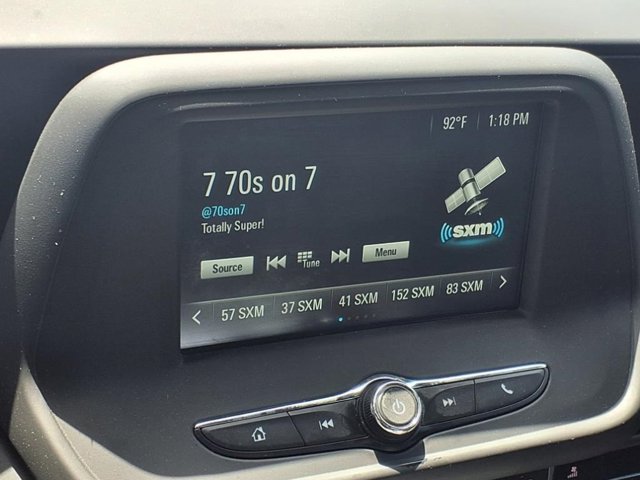 92°F 1:18 PM
7 70s on 7
@70son7
Totally Super!
sxm
Source Tune Menu
57 SXM 37 SXM 41 SXM 152 SXM 83 SXM